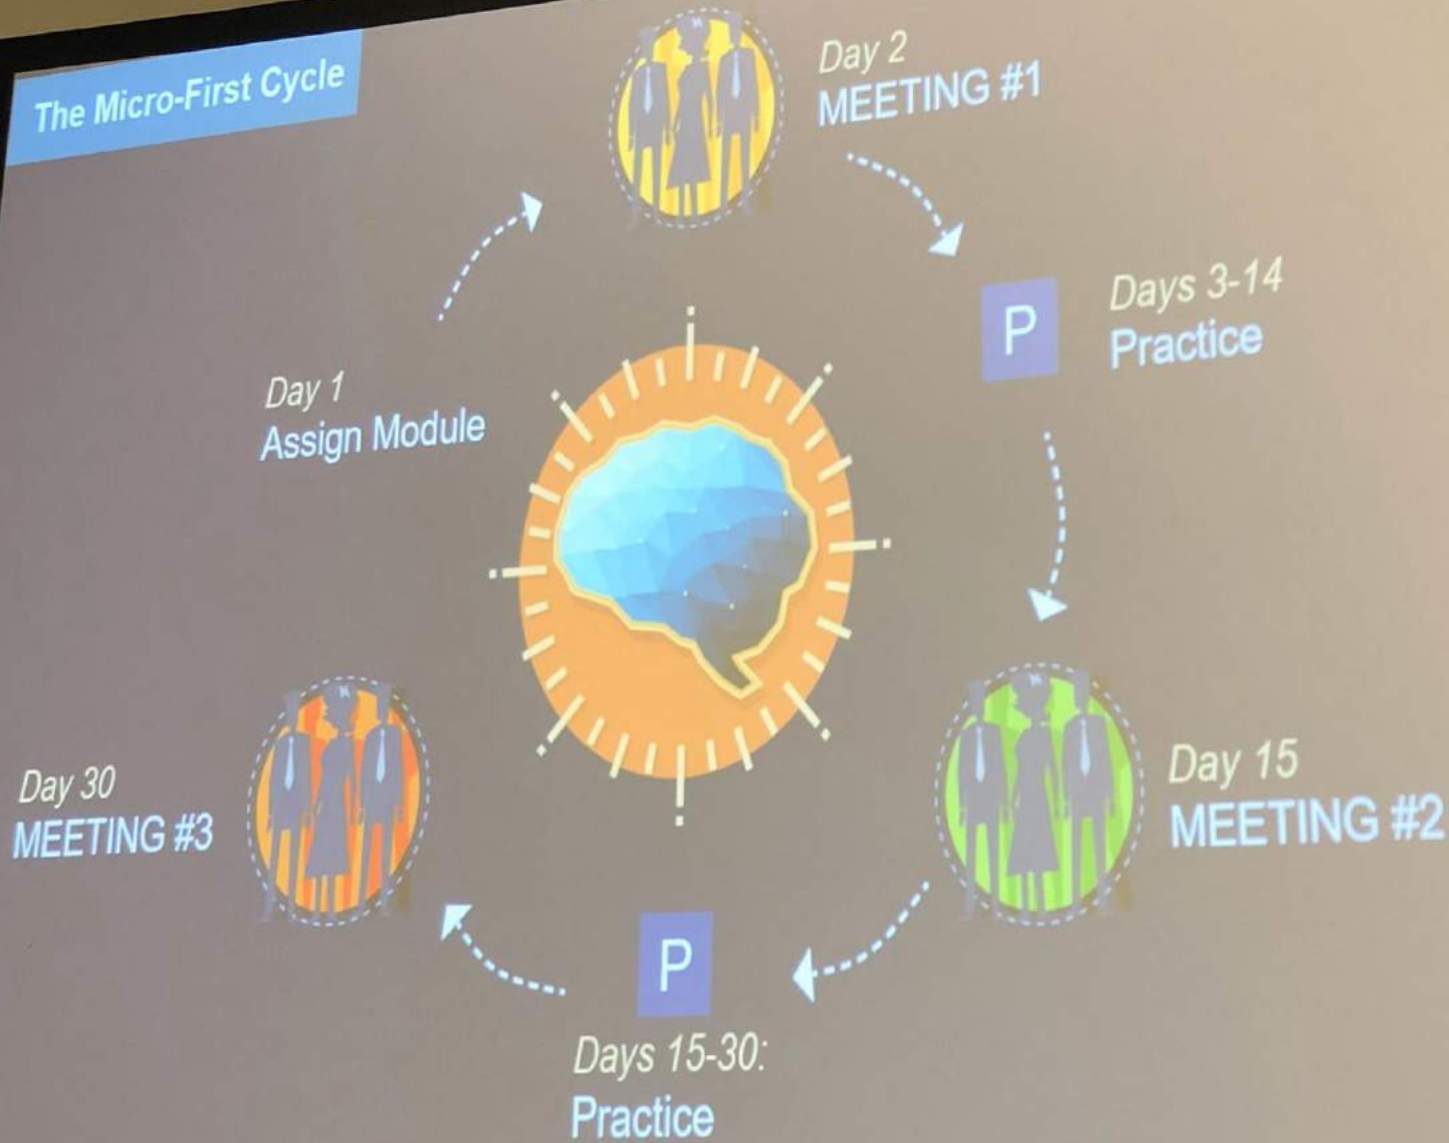 The Micro-First Cycle
Day 1
Assign Module
Day 2
MEETING #1
P
Days 3-14
Practice
Day 15
MEETING #2
P
Days 15-30:
Practice
Day 30
MEETING #3